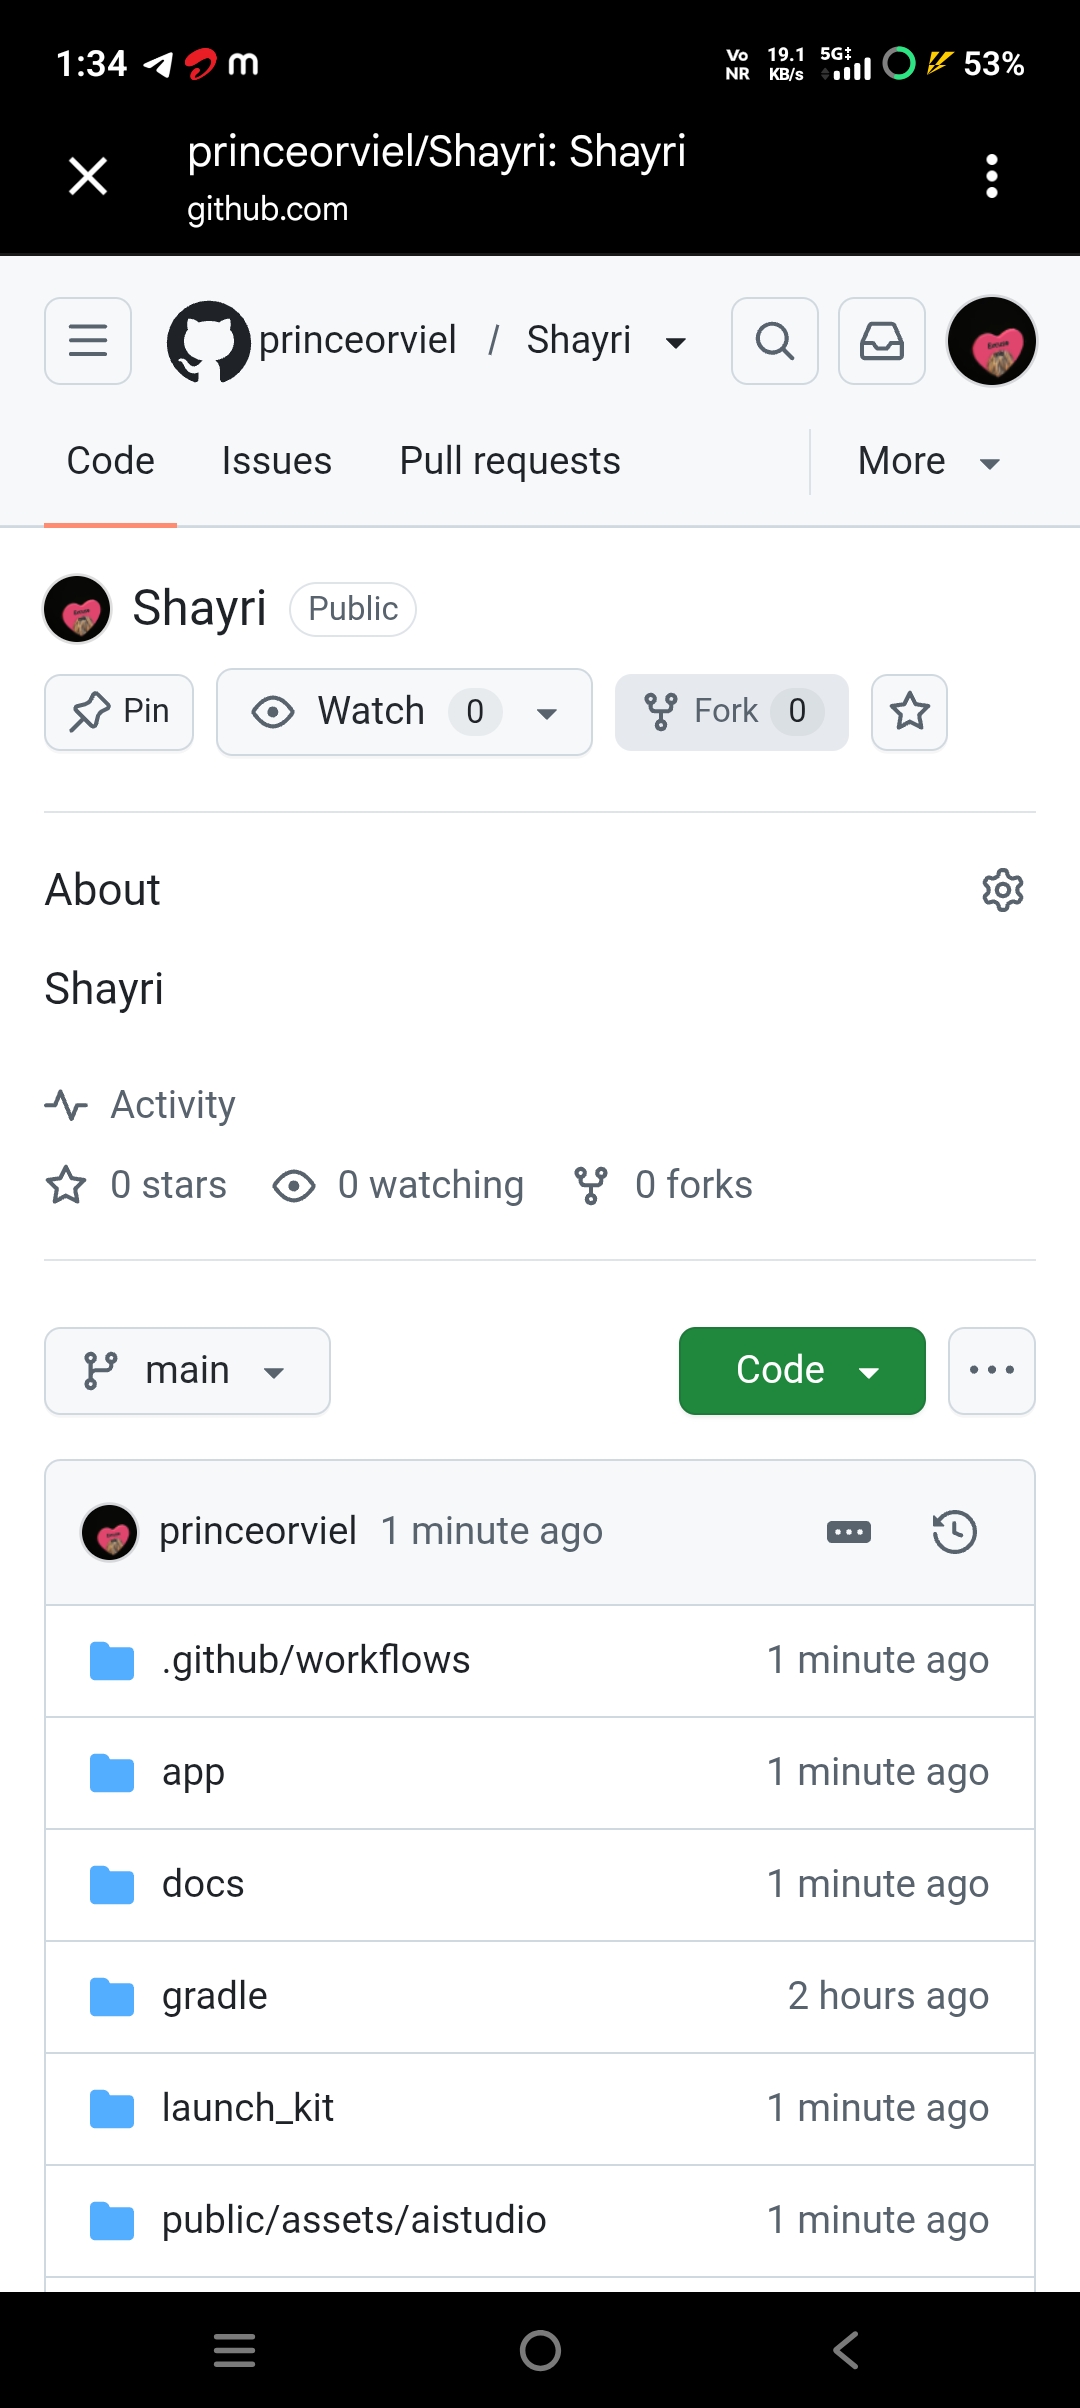 1:34 m Vo NR 19.1 KB/s 5G 53%
princeorviel/Shayri: Shayri
github.com
princeorviel / Shayri
Code Issues Pull requests More
Shayri Public
Pin Watch 0 Fork 0
About
Shayri
Activity
0 stars 0 watching 0 forks
main Code
princeorviel 1 minute ago
.github/workflows 1 minute ago
app 1 minute ago
docs 1 minute ago
gradle 2 hours ago
launch_kit 1 minute ago
public/assets/aistudio 1 minute ago